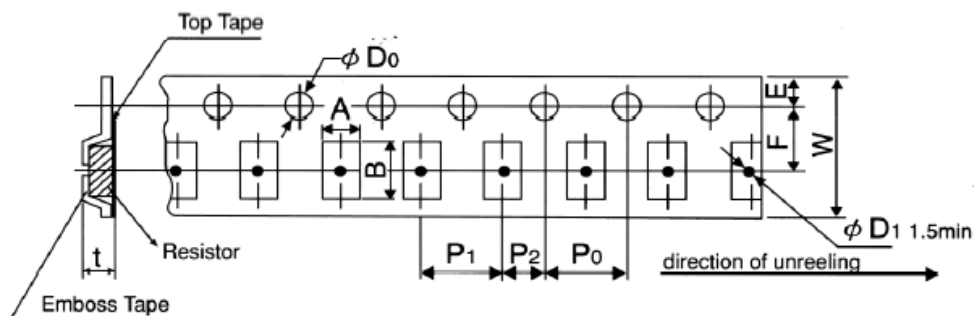 Top Tape
ϕ D0
A
B
E
F
W
t
Resistor
Emboss Tape
P1
P2
P0
ϕ D1 1.5min
direction of unreeling